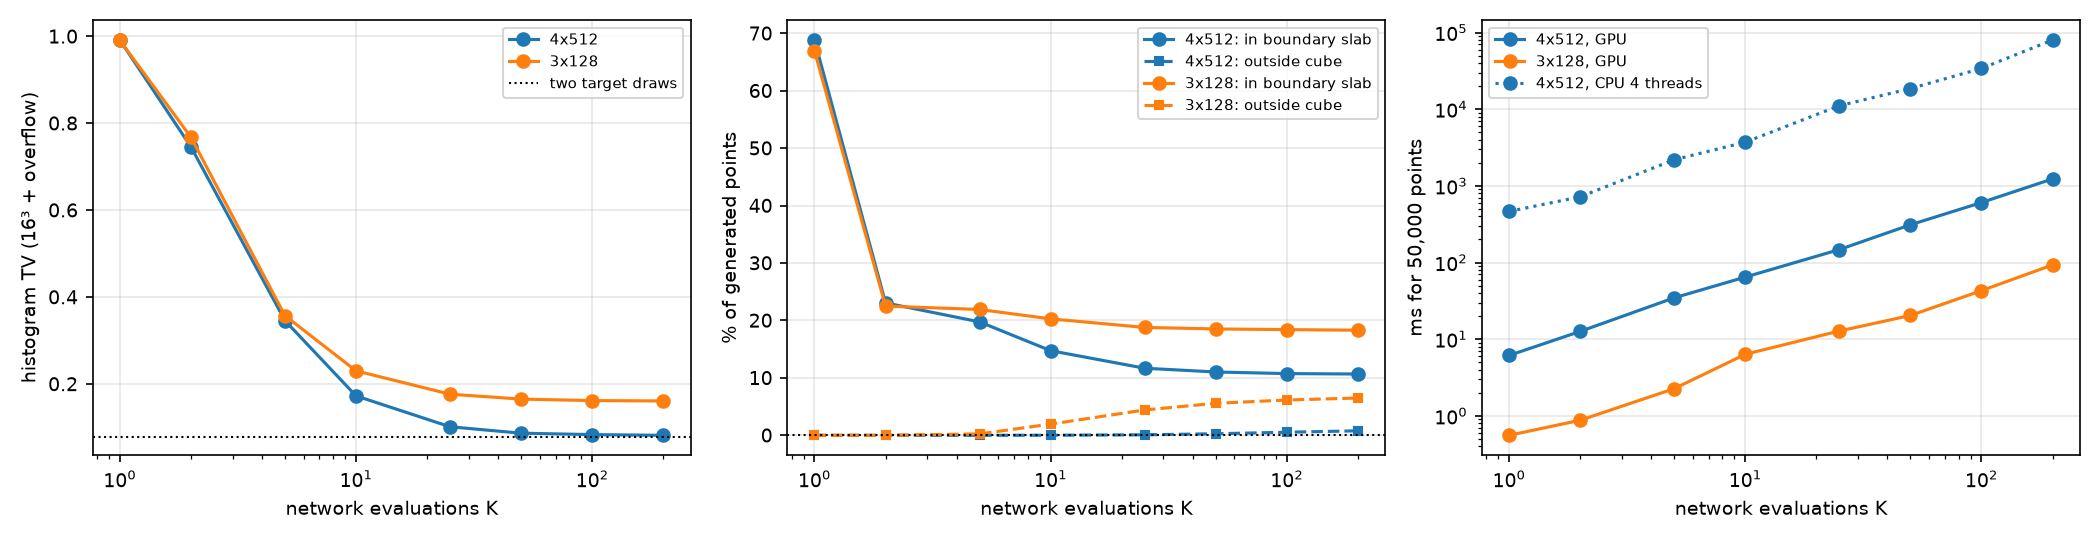 histogram TV (16³ + overflow)
1.0
0.8
0.6
0.4
0.2
4x512
3x128
two target draws
10⁰
10¹
10²
network evaluations K
% of generated points
70
60
50
40
30
20
10
0
4x512: in boundary slab
4x512: outside cube
3x128: in boundary slab
3x128: outside cube
10⁰
10¹
10²
network evaluations K
ms for 50,000 points
10⁵
10⁴
10³
10²
10¹
10⁰
4x512, GPU
3x128, GPU
4x512, CPU 4 threads
10⁰
10¹
10²
network evaluations K